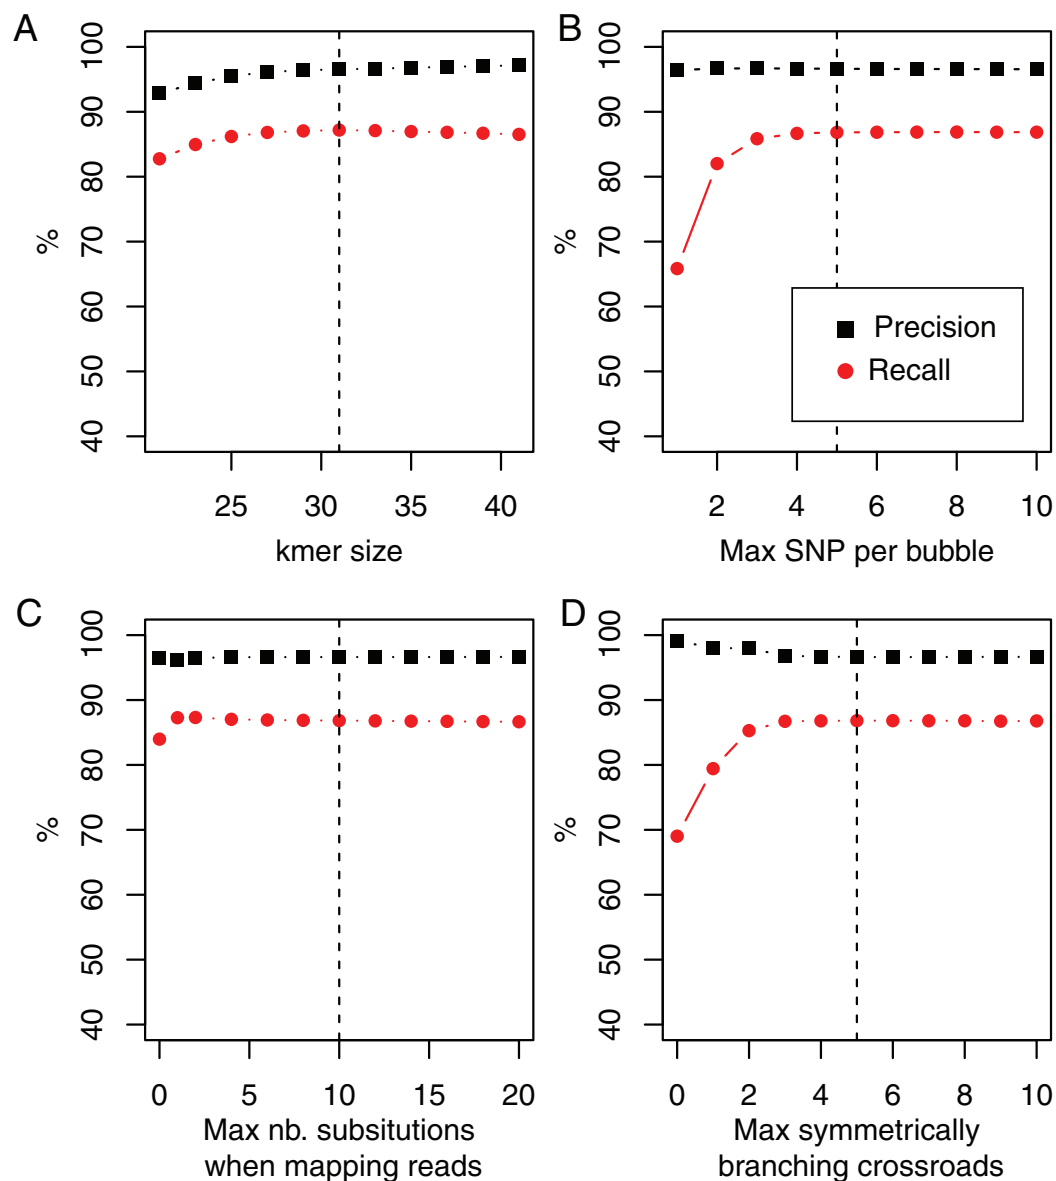 A
100
90
80
70
60
50
40
%
25 30 35 40
kmer size
B
100
90
80
70
60
50
40
%
Precision
Recall
2 4 6 8 10
Max SNP per bubble
C
100
90
80
70
60
50
40
%
0 5 10 15 20
Max nb. subsitutions
when mapping reads
D
100
90
80
70
60
50
40
%
0 2 4 6 8 10
Max symmetrically
branching crossroads